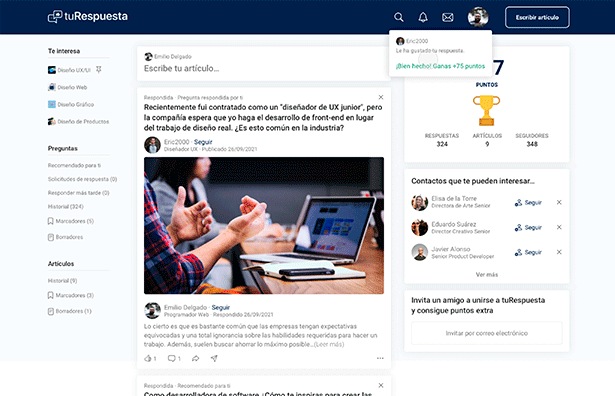 tuRespuesta
Escribir artículo
Eric2000
Le ha gustado tu respuesta.
¡Bien hecho! Ganas +75 puntos
Te interesa
Diseño UX/UI
Diseño Web
Diseño Gráfico
Diseño de Productos
Preguntas
Recomendado para ti
Solicitudes de respuesta (0)
Responder más tarde (0)
Historial (324)
Marcadores (5)
Borradores
Artículos
Historial (9)
Marcadores (3)
Borradores (1)
Emilio Delgado
Escribe tu artículo...
Respondida · Pregunta respondida por ti
Recientemente fui contratado como un "diseñador de UX junior", pero
la compañía espera que yo haga el desarrollo de front-end en lugar
del trabajo de diseño real. ¿Es esto común en la industria?
Eric2000 · Seguir
Diseñador UX · Publicado 26/09/2021
Emilio Delgado · Seguir
Programador Web · Respondido 26/09/2021
Lo cierto es que es bastante común que las empresas tengan expectativas
equivocadas y una total ignorancia sobre las habilidades requeridas para hacer un
trabajo. Además, suelen buscar ahorrar lo máximo posible... (Leer más)
1
1
Respondida · Recomendado para ti
Como desarrolladora de software ¿Cómo te inspiras para crear las
7
PUNTOS
RESPUESTAS
324
ARTÍCULOS
9
SEGUIDORES
348
Contactos que te pueden interesar...
Elisa de la Torre
Directora de Arte Senior
Seguir
Eduardo Suárez
Director Creativo Senior
Seguir
Javier Alonso
Senior Product Developer
Seguir
Ver más
Invita un amigo a unirse a tuRespuesta
y consigue puntos extra
Invitar por correo electrónico